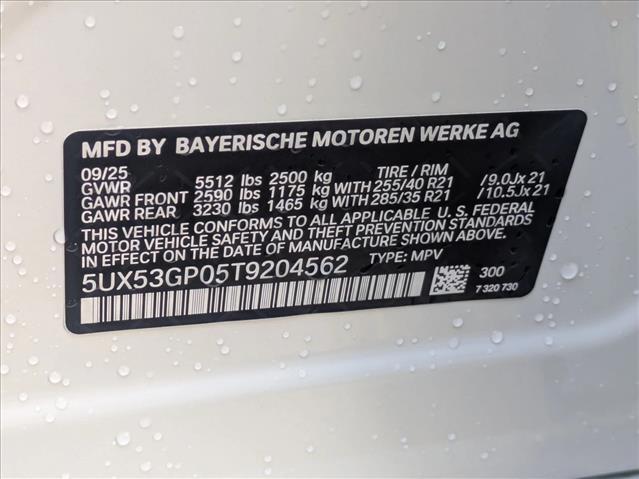 MFD BY BAYERISCHE MOTOREN WERKE AG
09/25
GVWR 5512 lbs 2500 kg TIRE / RIM
GAWR FRONT 2590 lbs 1175 kg WITH 255/40 R21 /9.0Jx 21
GAWR REAR 3230 lbs 1465 kg WITH 285/35 R21 /10.5Jx 21
THIS VEHICLE CONFORMS TO ALL APPLICABLE U.S. FEDERAL
MOTOR VEHICLE SAFETY AND THEFT PREVENTION STANDARDS
IN EFFECT ON THE DATE OF MANUFACTURE SHOWN ABOVE.
5UX53GP05T9204562 TYPE: MPV
300
7 320 730